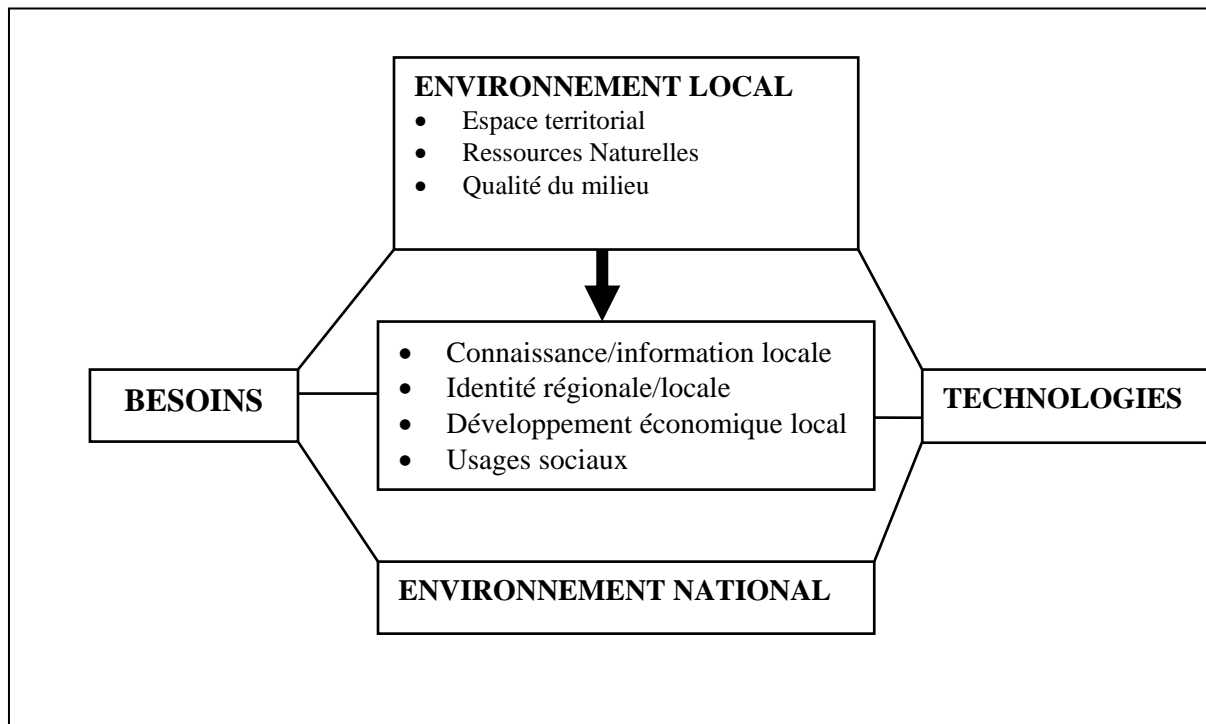 ENVIRONNEMENT LOCAL
• Espace territorial
• Ressources Naturelles
• Qualité du milieu
• Connaissance/information locale
• Identité régionale/locale
• Développement économique local
• Usages sociaux
BESOINS
TECHNOLOGIES
ENVIRONNEMENT NATIONAL